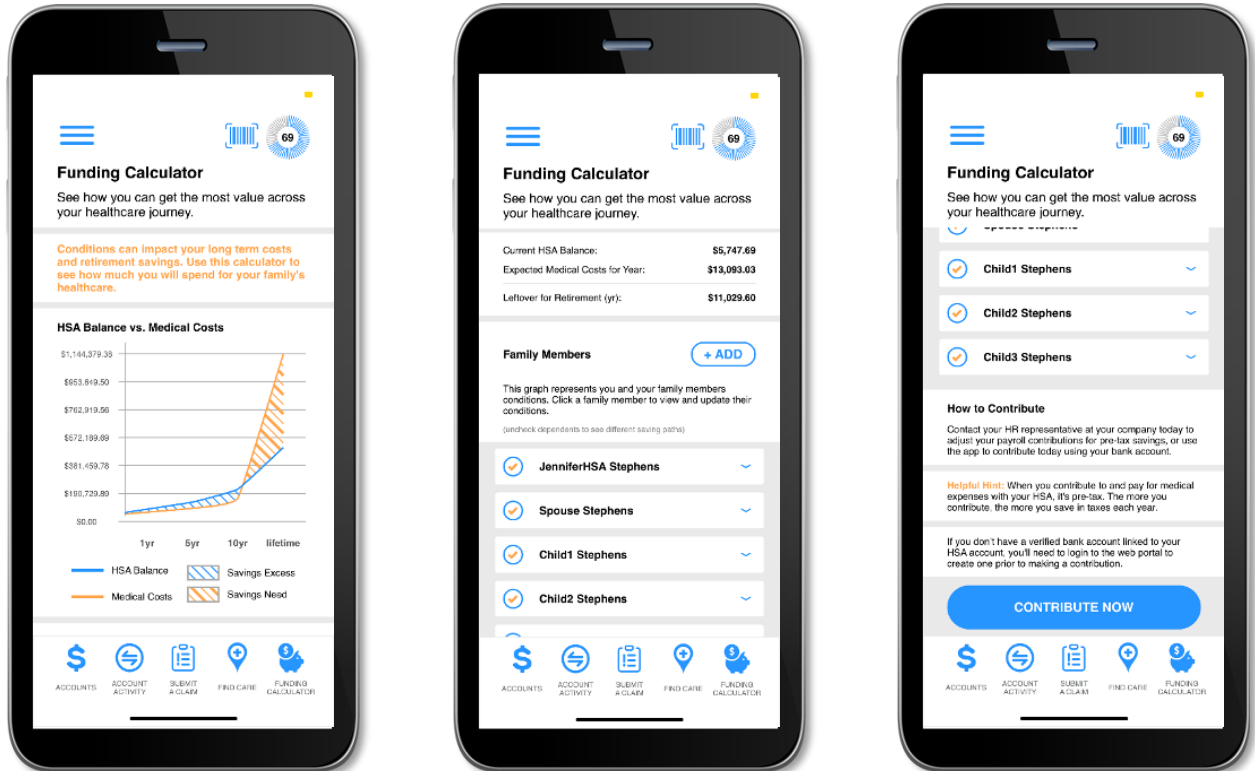 69
Funding Calculator
See how you can get the most value across
your healthcare journey.
Conditions can impact your long term costs
and retirement savings. Use this calculator to
see how much you will spend for your family's
healthcare.
HSA Balance vs. Medical Costs
$1,144,379.38
$953,649.50
$762,919.56
$572,189.69
$381,459.78
$190,729.89
$0.00
1yr 5yr 10yr lifetime
HSA Balance Savings Excess
Medical Costs Savings Need
ACCOUNTS
ACCOUNT
ACTIVITY
SUBMIT
A CLAIM
FIND CARE
FUNDING
CALCULATOR
69
Funding Calculator
See how you can get the most value across
your healthcare journey.
Current HSA Balance: $5,747.69
Expected Medical Costs for Year: $13,093.03
Leftover for Retirement (yr): $11,029.60
Family Members
+ ADD
This graph represents you and your family members
conditions. Click a family member to view and update their
conditions.
(uncheck dependents to see different saving paths)
JenniferHSA Stephens
Spouse Stephens
Child1 Stephens
Child2 Stephens
ACCOUNTS
ACCOUNT
ACTIVITY
SUBMIT
A CLAIM
FIND CARE
FUNDING
CALCULATOR
69
Funding Calculator
See how you can get the most value across
your healthcare journey.
Spouse Stephens
Child1 Stephens
Child2 Stephens
Child3 Stephens
How to Contribute
Contact your HR representative at your company today to
adjust your payroll contributions for pre-tax savings, or use
the app to contribute today using your bank account.
Helpful Hint: When you contribute to and pay for medical
expenses with your HSA, it's pre-tax. The more you
contribute, the more you save in taxes each year.
If you don't have a verified bank account linked to your
HSA account, you'll need to login to the web portal to
create one prior to making a contribution.
CONTRIBUTE NOW
ACCOUNTS
ACCOUNT
ACTIVITY
SUBMIT
A CLAIM
FIND CARE
FUNDING
CALCULATOR